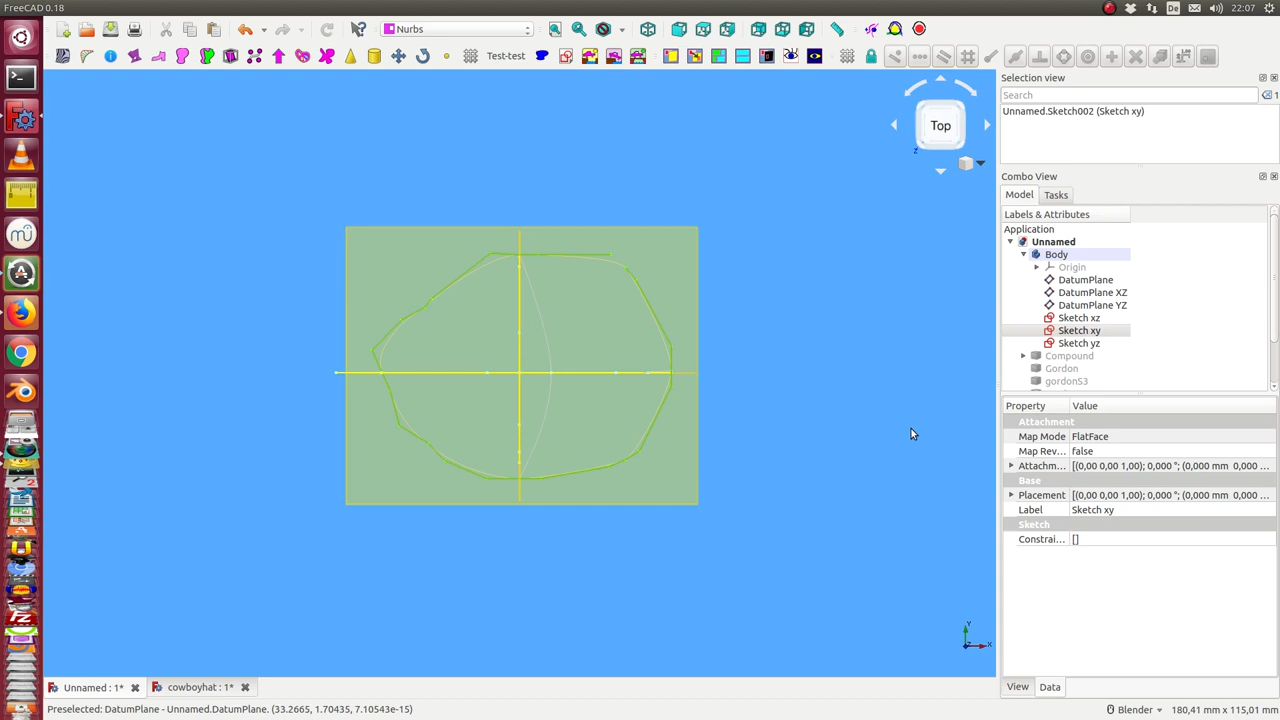 FreeCAD 0.18
De
22:07
Nurbs
Test-test
Selection view
Search
1
Unnamed.Sketch002 (Sketch xy)
Top
Z
Combo View
Model Tasks
Labels & Attributes
Application
Unnamed
Body
Origin
DatumPlane
DatumPlane XZ
DatumPlane YZ
Sketch xz
Sketch xy
Sketch yz
Compound
Gordon
gordonS3
Property Value
Attachment
Map Mode FlatFace
Map Rev... false
Attachm... [(0,00 0,00 1,00); 0,000 °; (0,000 mm 0,000 ...
Base
Placement [(0,00 0,00 1,00); 0,000 °; (0,000 mm 0,000 ...
Label Sketch xy
Sketch
Constrai... []
Y
X
Z
View Data
Unnamed : 1*
cowboyhat : 1*
Preselected: DatumPlane - Unnamed.DatumPlane. (33.2665, 1.70435, 7.10543e-15)
Blender
180,41 mm x 115,01 mm